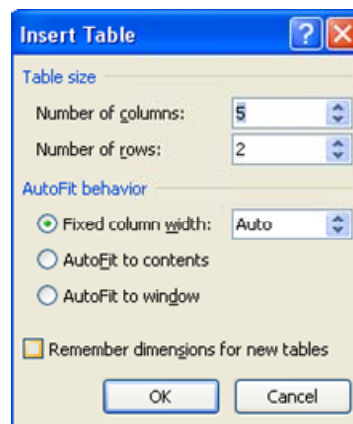 Insert Table
?
Table size
Number of columns: 5
Number of rows: 2
AutoFit behavior
Fixed column width: Auto
AutoFit to contents
AutoFit to window
Remember dimensions for new tables
OK Cancel